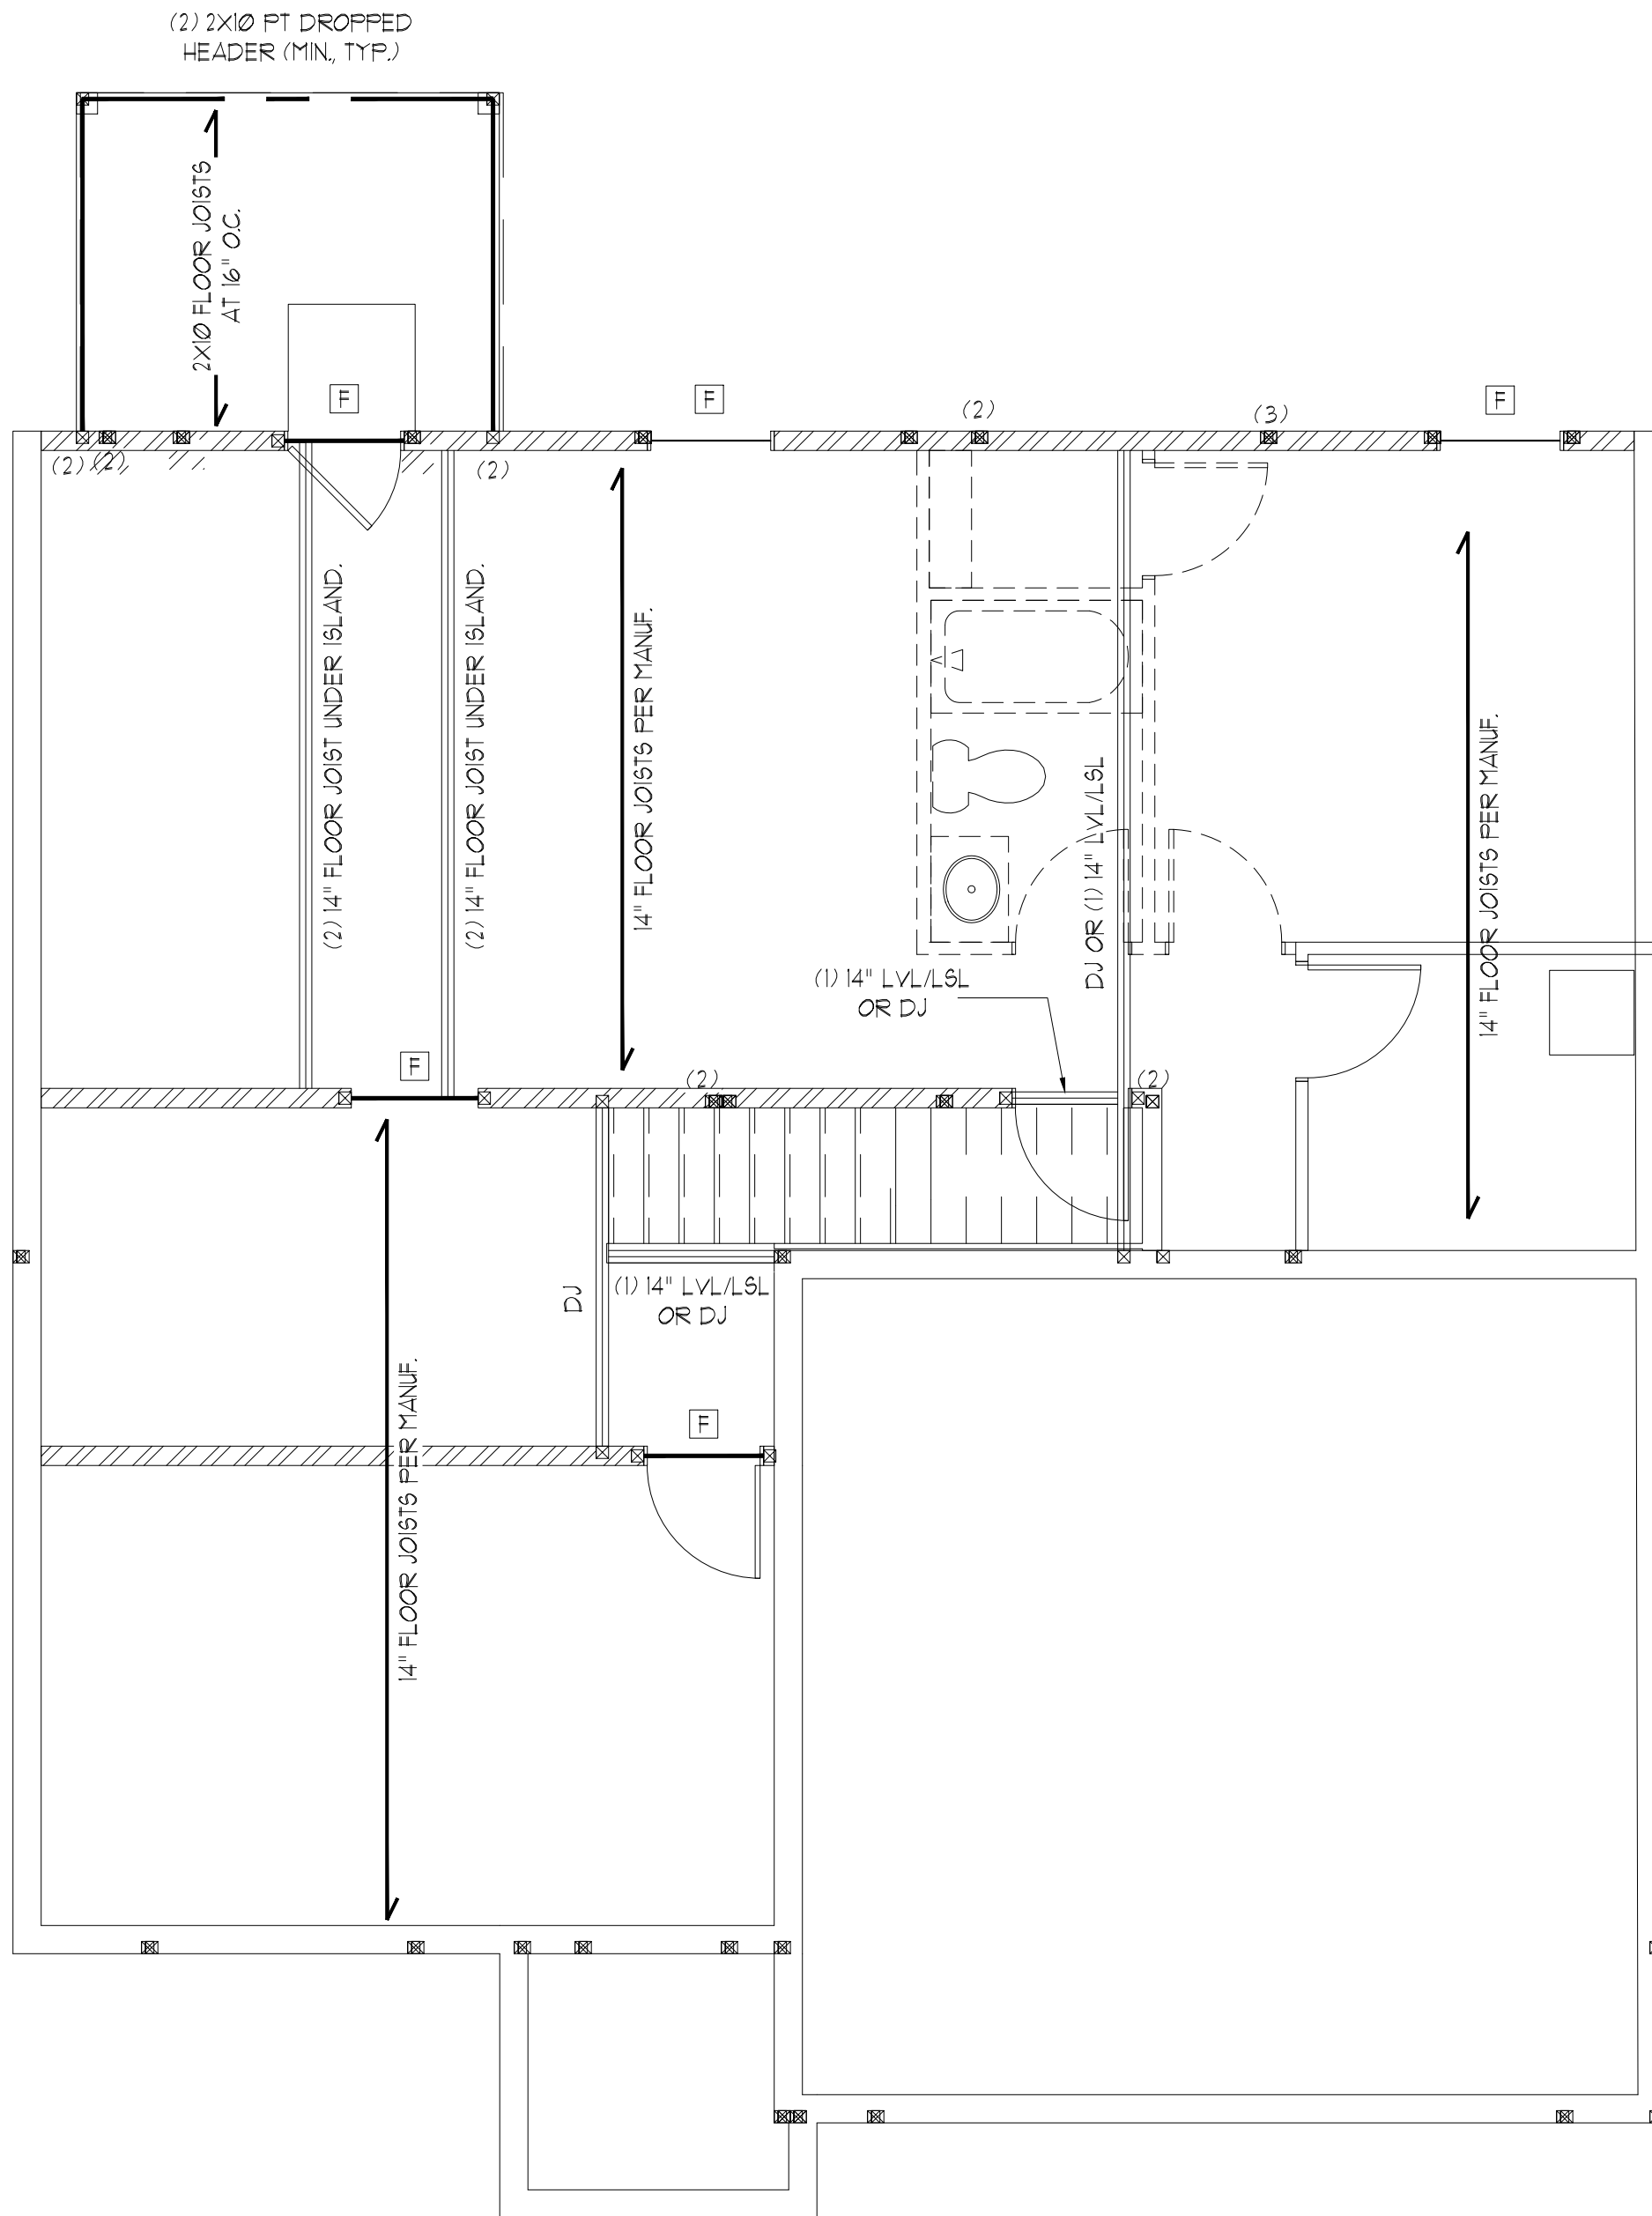 (2) 2X10 PT DROPPED
HEADER (MIN., TYP.)
2X10 FLOOR JOISTS
AT 16" O.C.
F
F
F
(2)
(3)
(2)
(2)
(2)
(2) 14" FLOOR JOIST UNDER ISLAND.
(2) 14" FLOOR JOIST UNDER ISLAND.
14" FLOOR JOISTS PER MANUF.
DJ OR (1) 14" LVL/LSL
14" FLOOR JOISTS PER MANUF.
(1) 14" LVL/LSL
OR DJ
F
(2)
(2)
DJ
(1) 14" LVL/LSL
OR DJ
F
14" FLOOR JOISTS PER MANUF.